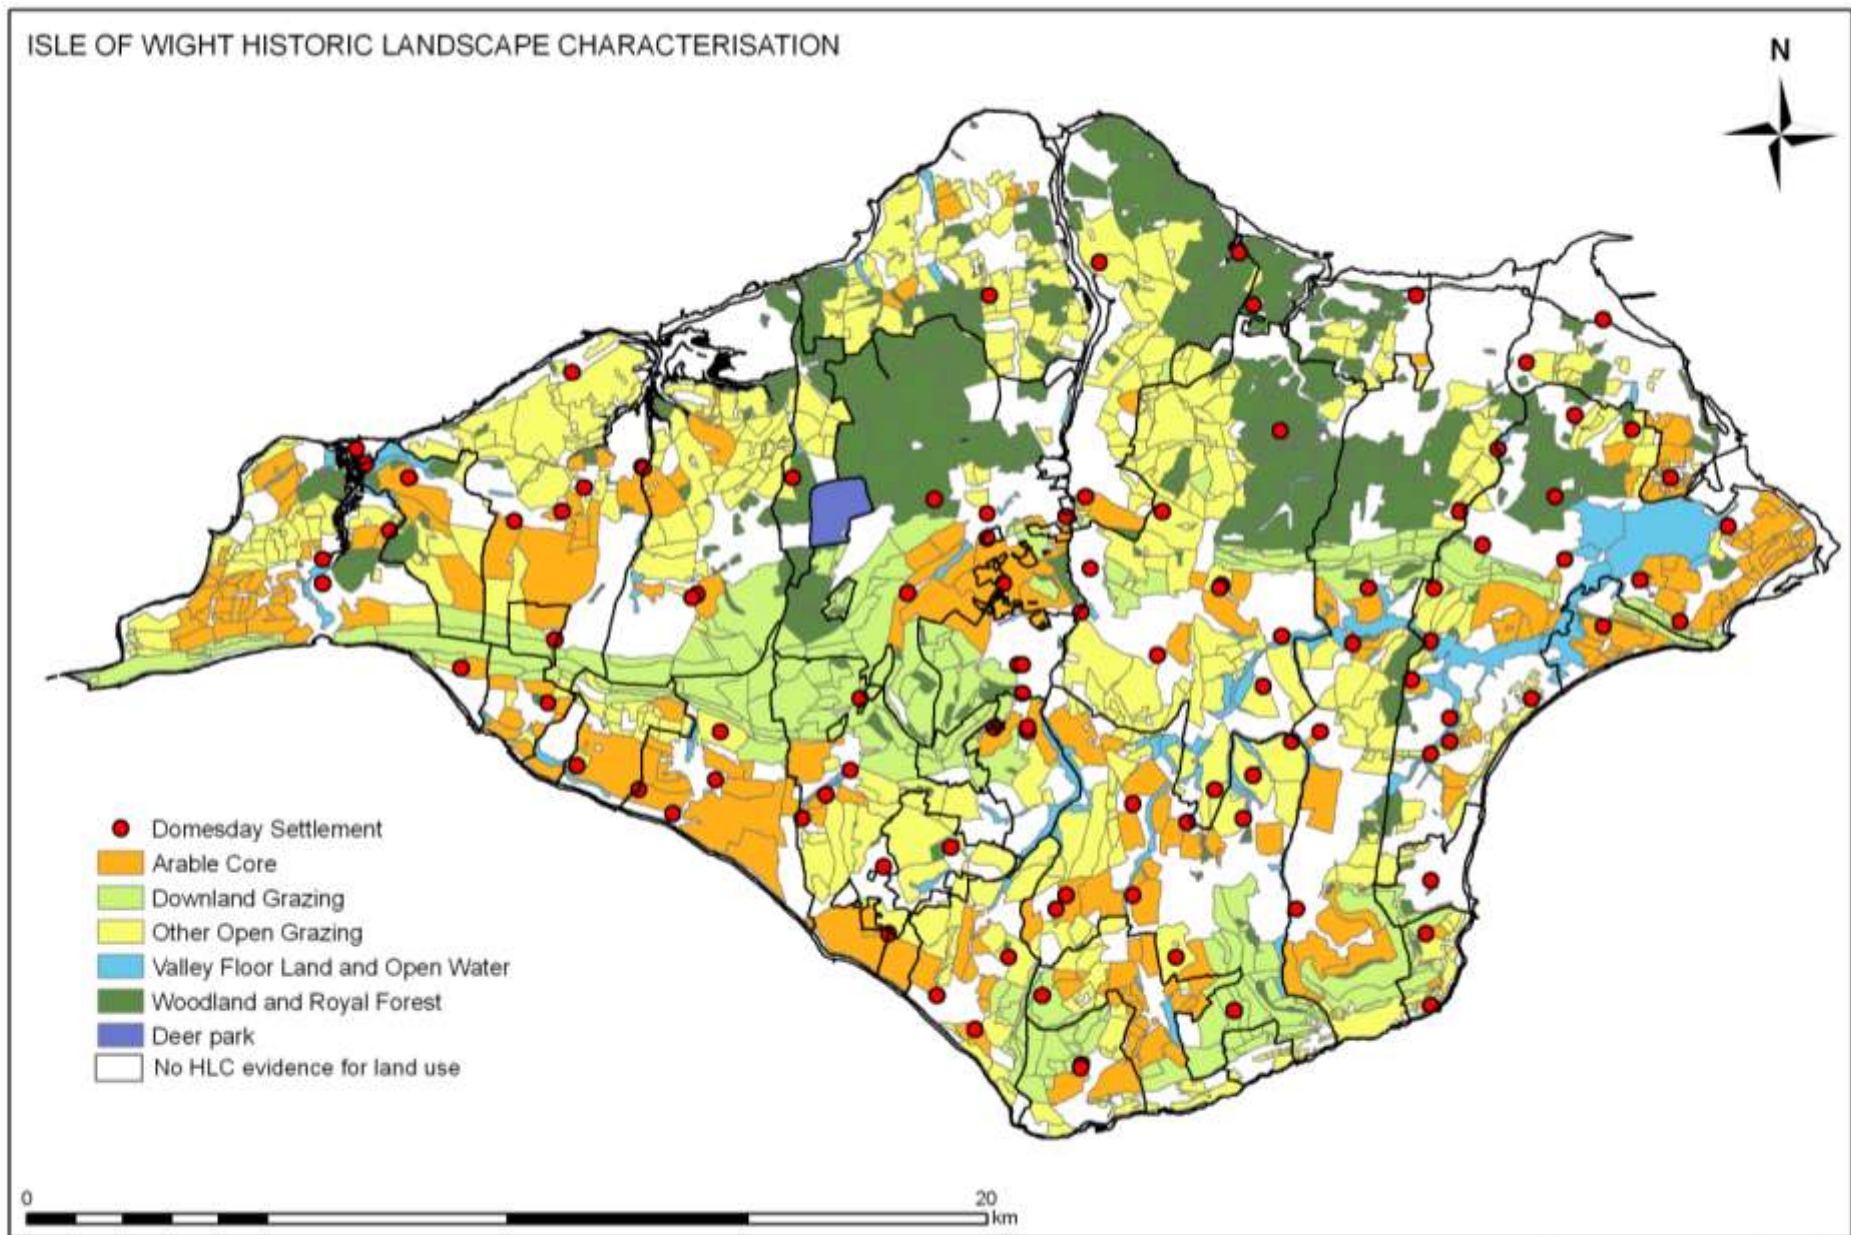 ISLE OF WIGHT HISTORIC LANDSCAPE CHARACTERISATION
N
Domesday Settlement
Arable Core
Downland Grazing
Other Open Grazing
Valley Floor Land and Open Water
Woodland and Royal Forest
Deer park
No HLC evidence for land use
0 20
km